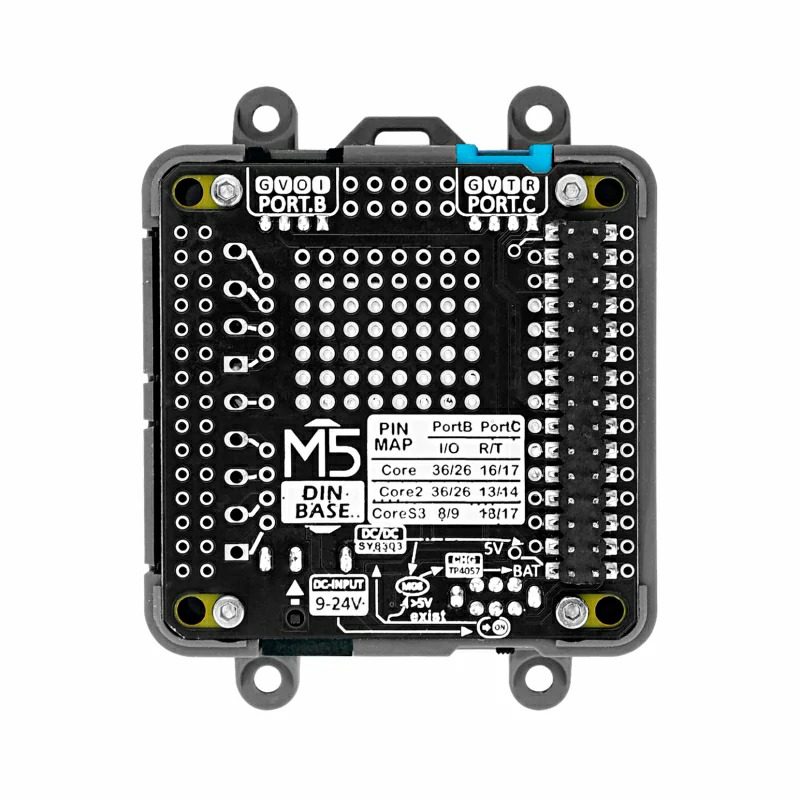 G V O I
PORT.B
G V T R
PORT.C
M5
DIN
BASE
PIN MAP PortB PortC
I/O R/T
Core 36/26 16/17
Core2 36/26 13/14
CoreS3 8/9 18/17
DC/DC
SY8303
5V
CHG
TP4057
BAT
DC-INPUT
9-24V
MOS
>5V
exist
ON